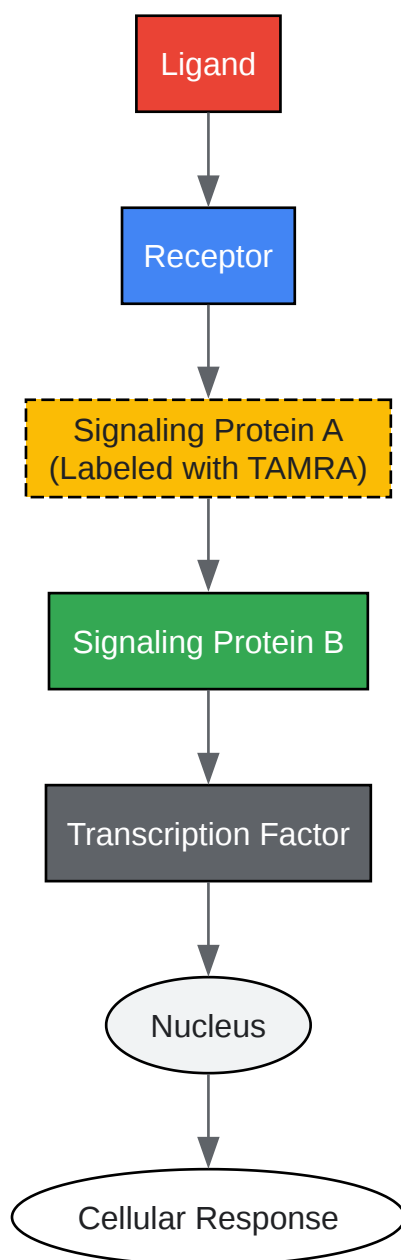 Ligand
Receptor
Signaling Protein A
(Labeled with TAMRA)
Signaling Protein B
Transcription Factor
Nucleus
Cellular Response